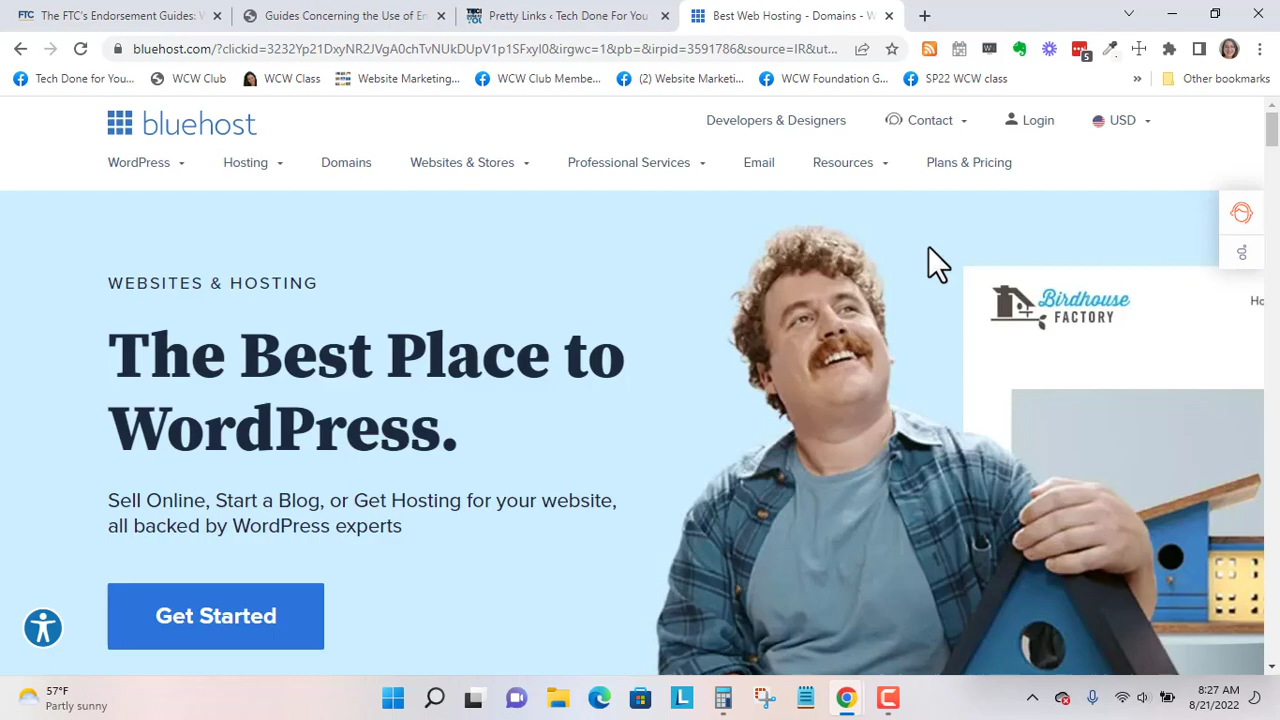 The FTC's Endorsement Guides: W
Guides Concerning the Use of E
Pretty Links ‹ Tech Done For You
Best Web Hosting - Domains - W
bluehost.com/?clickid=3232Yp21DxyNR2JVgA0chTvNUkDUpV1p1SFxyl0&irgwc=1&pb=&irpid=3591786&source=IR&ut...
5
Tech Done for You...
WCW Club
WCW Class
Website Marketing...
WCW Club Membe...
(2) Website Marketi...
WCW Foundation G...
SP22 WCW class
»
Other bookmarks
bluehost
Developers & Designers
Contact
Login
USD
WordPress
Hosting
Domains
Websites & Stores
Professional Services
Email
Resources
Plans & Pricing
WEBSITES & HOSTING
The Best Place to
WordPress.
Sell Online, Start a Blog, or Get Hosting for your website,
all backed by WordPress experts
Get Started
Birdhouse
FACTORY
Ho
57°F
Partly sunny
8:27 AM
8/21/2022